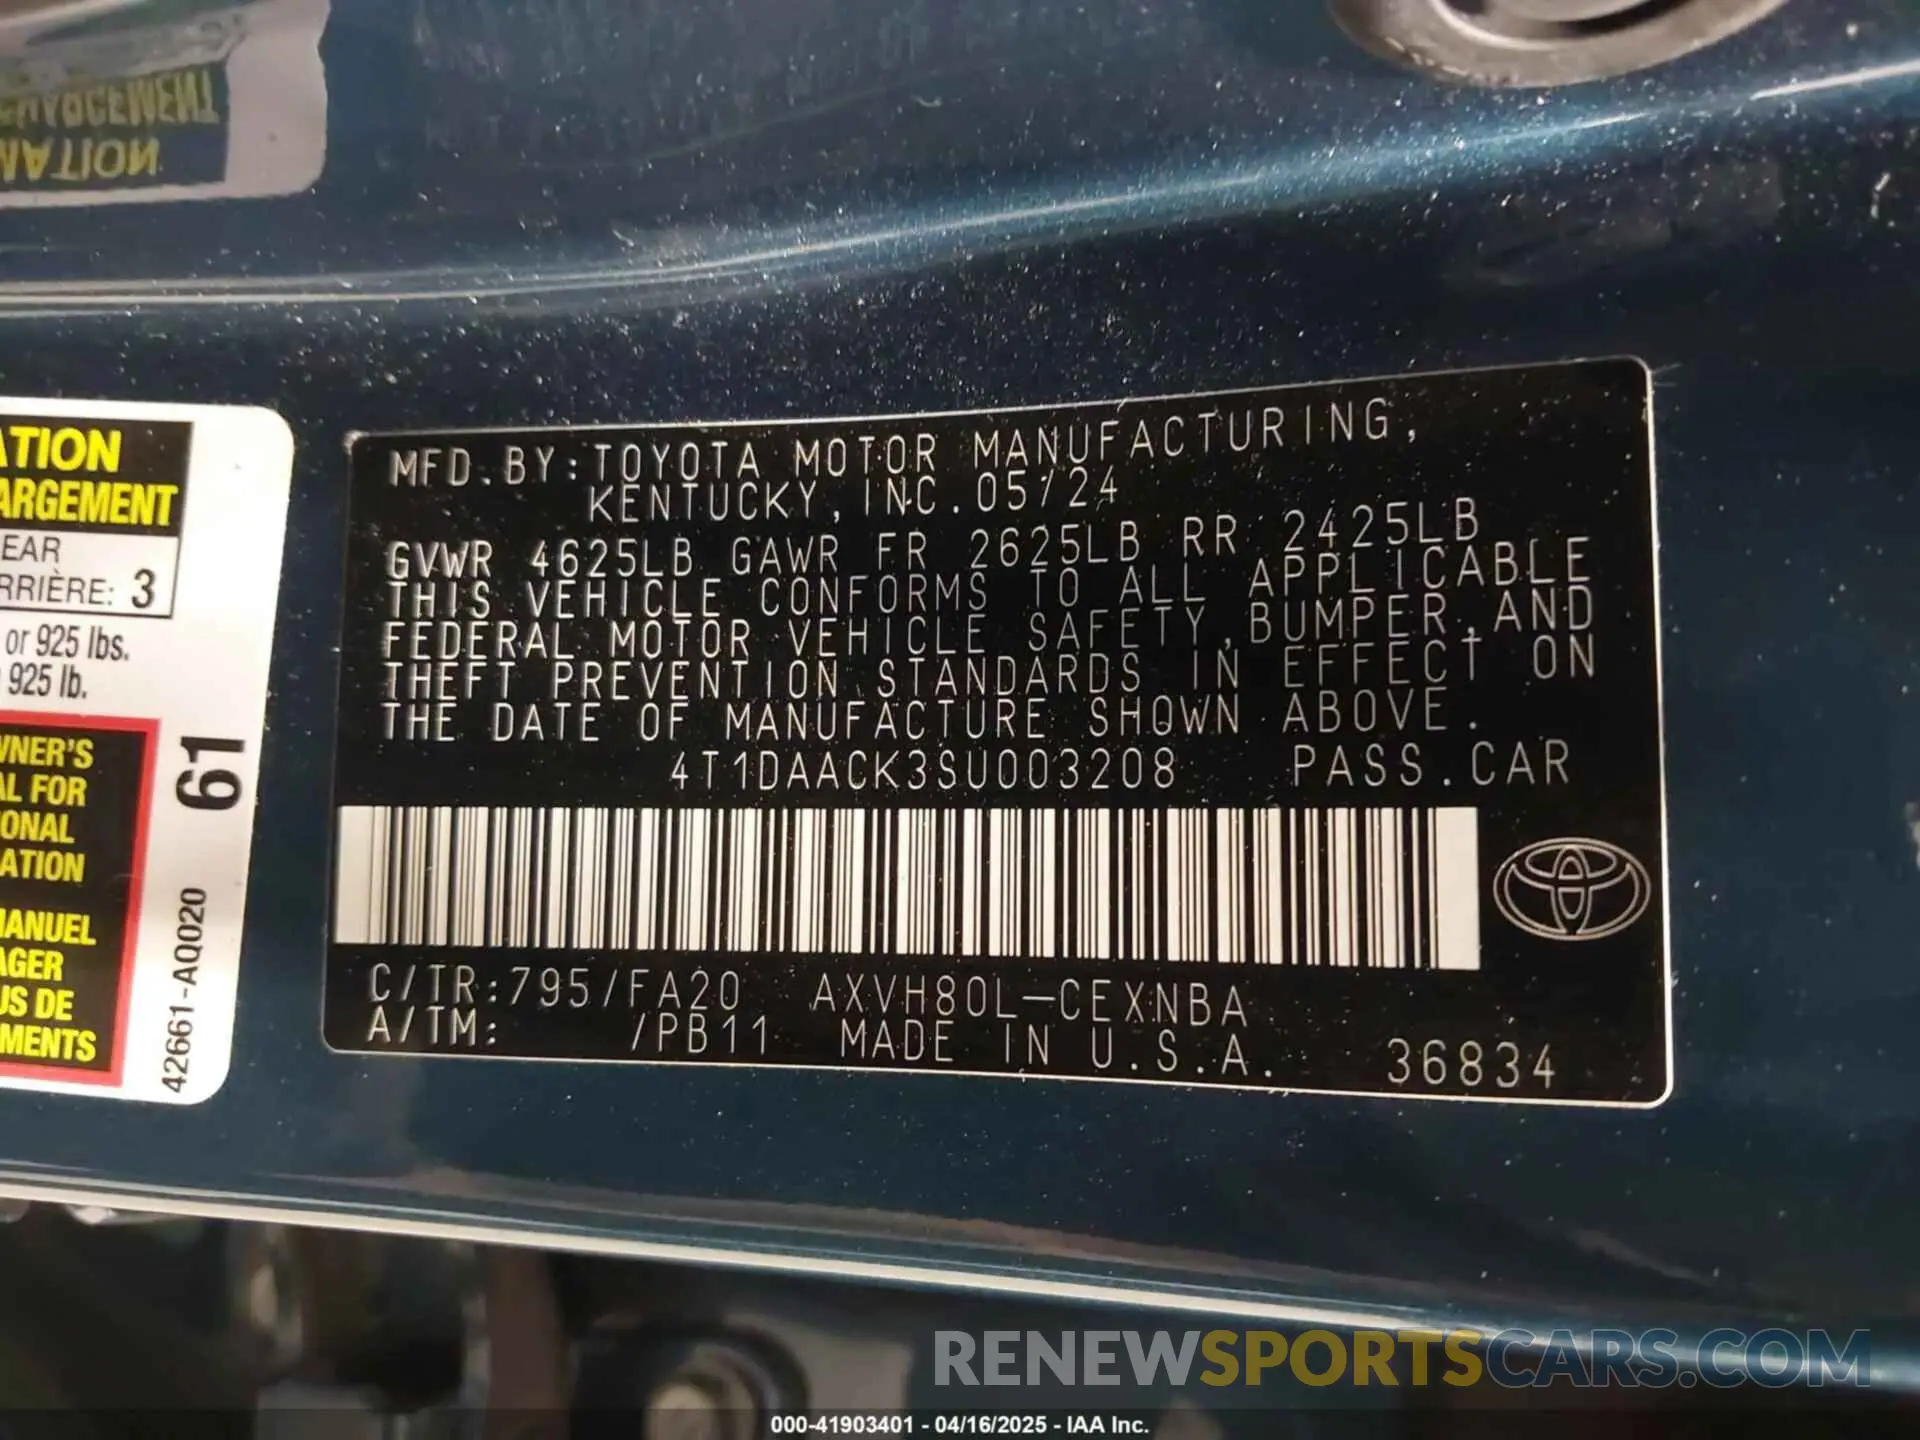 ARGEMENT
MATION
ATION
ARGEMENT
EAR
RRIÈRE: 3
or 925 lbs.
925 lb.
WNER'S
AL FOR
IONAL
ATION
MANUEL
AGER
US DE
MENTS
61
42661-AQ020
MFD.BY:TOYOTA MOTOR MANUFACTURING,
KENTUCKY, INC. 05/24
GVWR 4625LB GAWR FR 2625LB RR 2425LB
THIS VEHICLE CONFORMS TO ALL APPLICABLE
FEDERAL MOTOR VEHICLE SAFETY,BUMPER,AND
THEFT PREVENTION STANDARDS IN EFFECT ON
THE DATE OF MANUFACTURE SHOWN ABOVE.
4T1DAACK3SU003208 PASS.CAR
C/TR:795/FA20 AXVH80L-CEXNBA
A/TM: /PB11 MADE IN U.S.A. 36834
RENEWSPORTSCARS.COM
000-41903401 - 04/16/2025 - IAA Inc.